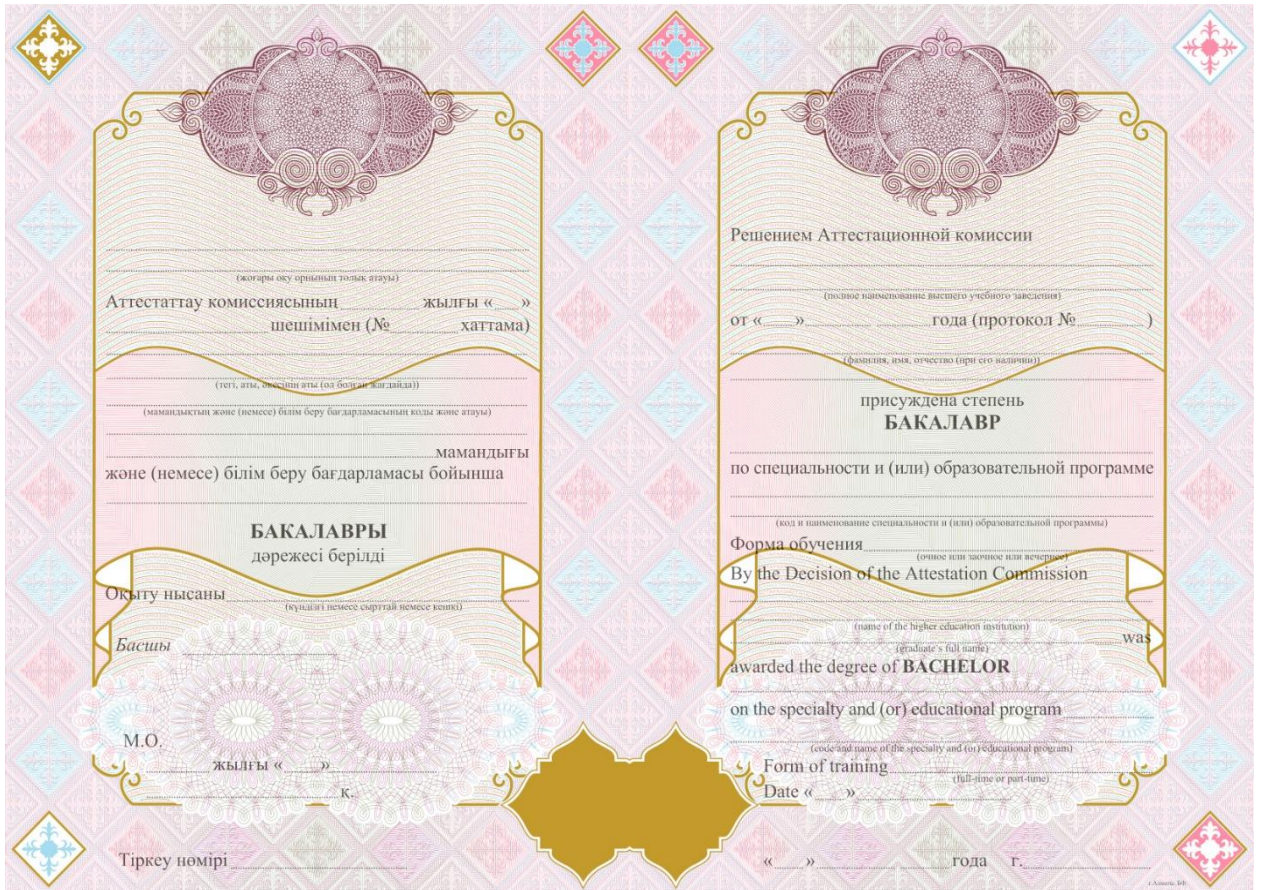 (жоғары оқу орнының толық атауы)
Аттестаттау комиссиясының жылғы « »
шешімімен (№ хаттама)
(тегі, аты, әкесінің аты (ол болған жағдайда))
(мамандықтың және (немесе) білім беру бағдарламасының коды және атауы)
мамандығы
және (немесе) білім беру бағдарламасы бойынша
БАКАЛАВРЫ
дәрежесі берілді
Оқыту нысаны
(күндізгі немесе сырттай немесе кешкі)
Басшы
М.О.
жылғы « »
қ.
Тіркеу нөмірі
Решением Аттестационной комиссии
(полное наименование высшего учебного заведения)
от « » года (протокол № )
(фамилия, имя, отчество (при его наличии))
присуждена степень
БАКАЛАВР
по специальности и (или) образовательной программе
(код и наименование специальности и (или) образовательной программы)
Форма обучения
(очное или заочное или вечернее)
By the Decision of the Attestation Commission
(name of the higher education institution)
was
(graduate's full name)
awarded the degree of BACHELOR
on the specialty and (or) educational program
(code and name of the specialty and (or) educational program)
Form of training
(full-time or part-time)
Date « »
« » года г.